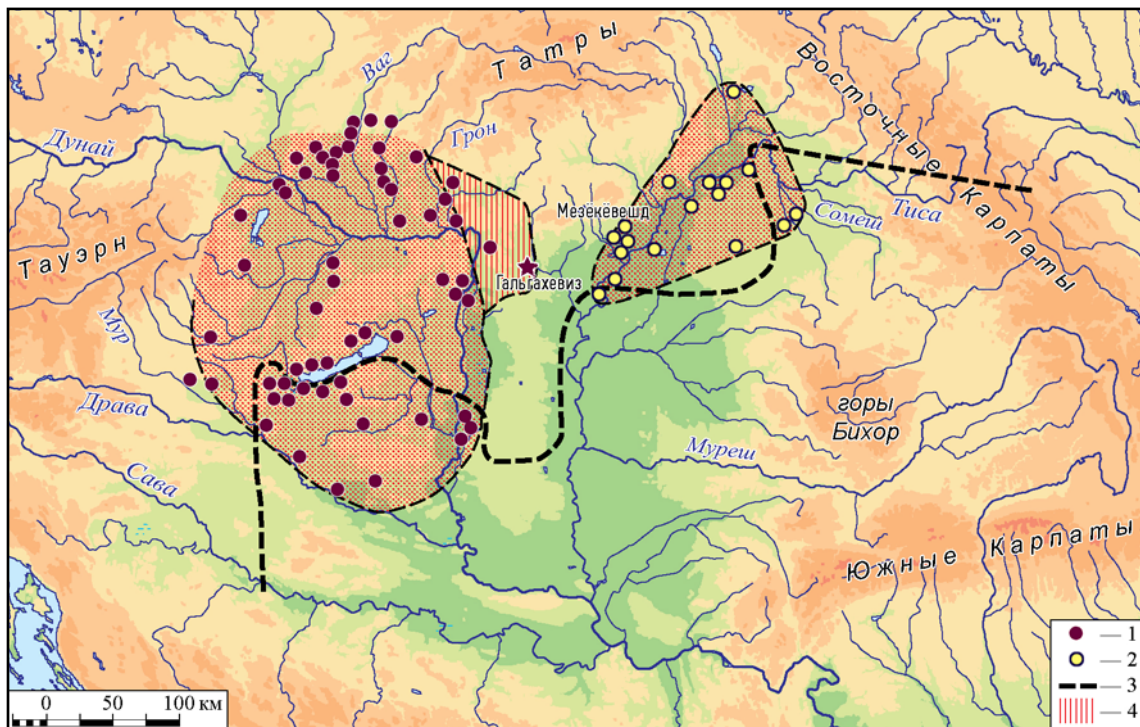 Татры
Восточные Карпаты
Ваг
Грон
Дунай
Мезёкёвешд
Тиса
Сомеш
Тауэрн
Гальгахевиз
Мур
горы
Бихор
Драва
Муреш
Сава
Южные Карпаты
— 1
— 2
— 3
— 4
0 50 100 км